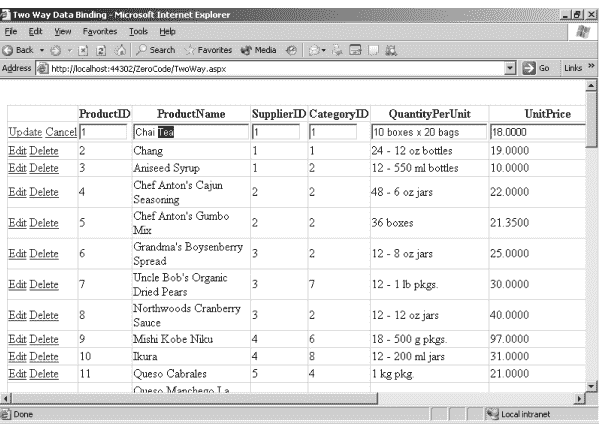 Two Way Data Binding - Microsoft Internet Explorer
File Edit View Favorites Tools Help
Back Search Favorites Media
Address http://localhost:44302/ZeroCode/TwoWay.aspx Go Links »
ProductID ProductName SupplierID CategoryID QuantityPerUnit UnitPrice
Update Cancel 1 Chai Tea 1 1 10 boxes x 20 bags 18.0000
Edit Delete 2 Chang 1 1 24 - 12 oz bottles 19.0000
Edit Delete 3 Aniseed Syrup 1 2 12 - 550 ml bottles 10.0000
Edit Delete 4 Chef Anton's Cajun Seasoning 2 2 48 - 6 oz jars 22.0000
Edit Delete 5 Chef Anton's Gumbo Mix 2 2 36 boxes 21.3500
Edit Delete 6 Grandma's Boysenberry Spread 3 2 12 - 8 oz jars 25.0000
Edit Delete 7 Uncle Bob's Organic Dried Pears 3 7 12 - 1 lb pkgs. 30.0000
Edit Delete 8 Northwoods Cranberry Sauce 3 2 12 - 12 oz jars 40.0000
Edit Delete 9 Mishi Kobe Niku 4 6 18 - 500 g pkgs. 97.0000
Edit Delete 10 Ikura 4 8 12 - 200 ml jars 31.0000
Edit Delete 11 Queso Cabrales 5 4 1 kg pkg. 21.0000
Queso Manchego La
Done Local intranet